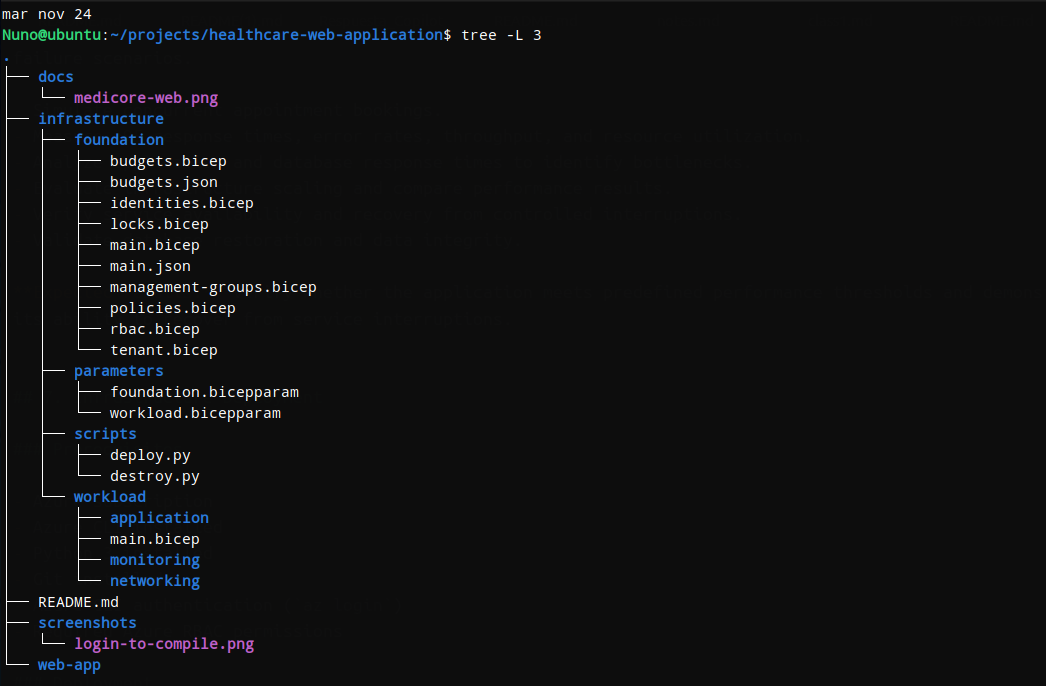 mar nov 24
Nuno@ubuntu:~/projects/healthcare-web-application$ tree -L 3
.
├── docs
│   └── medicore-web.png
├── infrastructure
│   ├── foundation
│   │   ├── budgets.bicep
│   │   ├── budgets.json
│   │   ├── identities.bicep
│   │   ├── locks.bicep
│   │   ├── main.bicep
│   │   ├── main.json
│   │   ├── management-groups.bicep
│   │   ├── policies.bicep
│   │   ├── rbac.bicep
│   │   └── tenant.bicep
│   ├── parameters
│   │   ├── foundation.bicepparam
│   │   └── workload.bicepparam
│   ├── scripts
│   │   ├── deploy.py
│   │   └── destroy.py
│   └── workload
│       ├── application
│       ├── main.bicep
│       ├── monitoring
│       └── networking
├── README.md
├── screenshots
│   └── login-to-compile.png
└── web-app